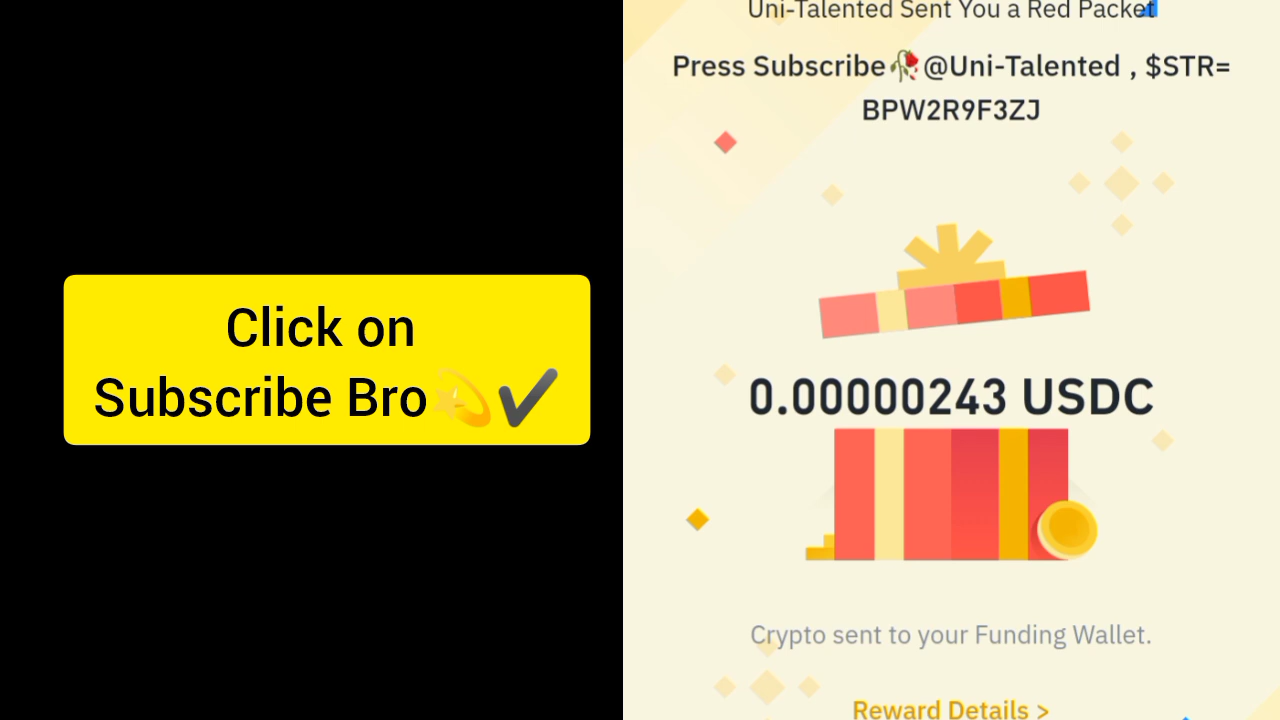 Click on
Subscribe Bro💫✔️
Uni-Talented Sent You a Red Packet
Press Subscribe🥀@Uni-Talented , $STR=
BPW2R9F3ZJ
0.00000243 USDC
Crypto sent to your Funding Wallet.
Reward Details >